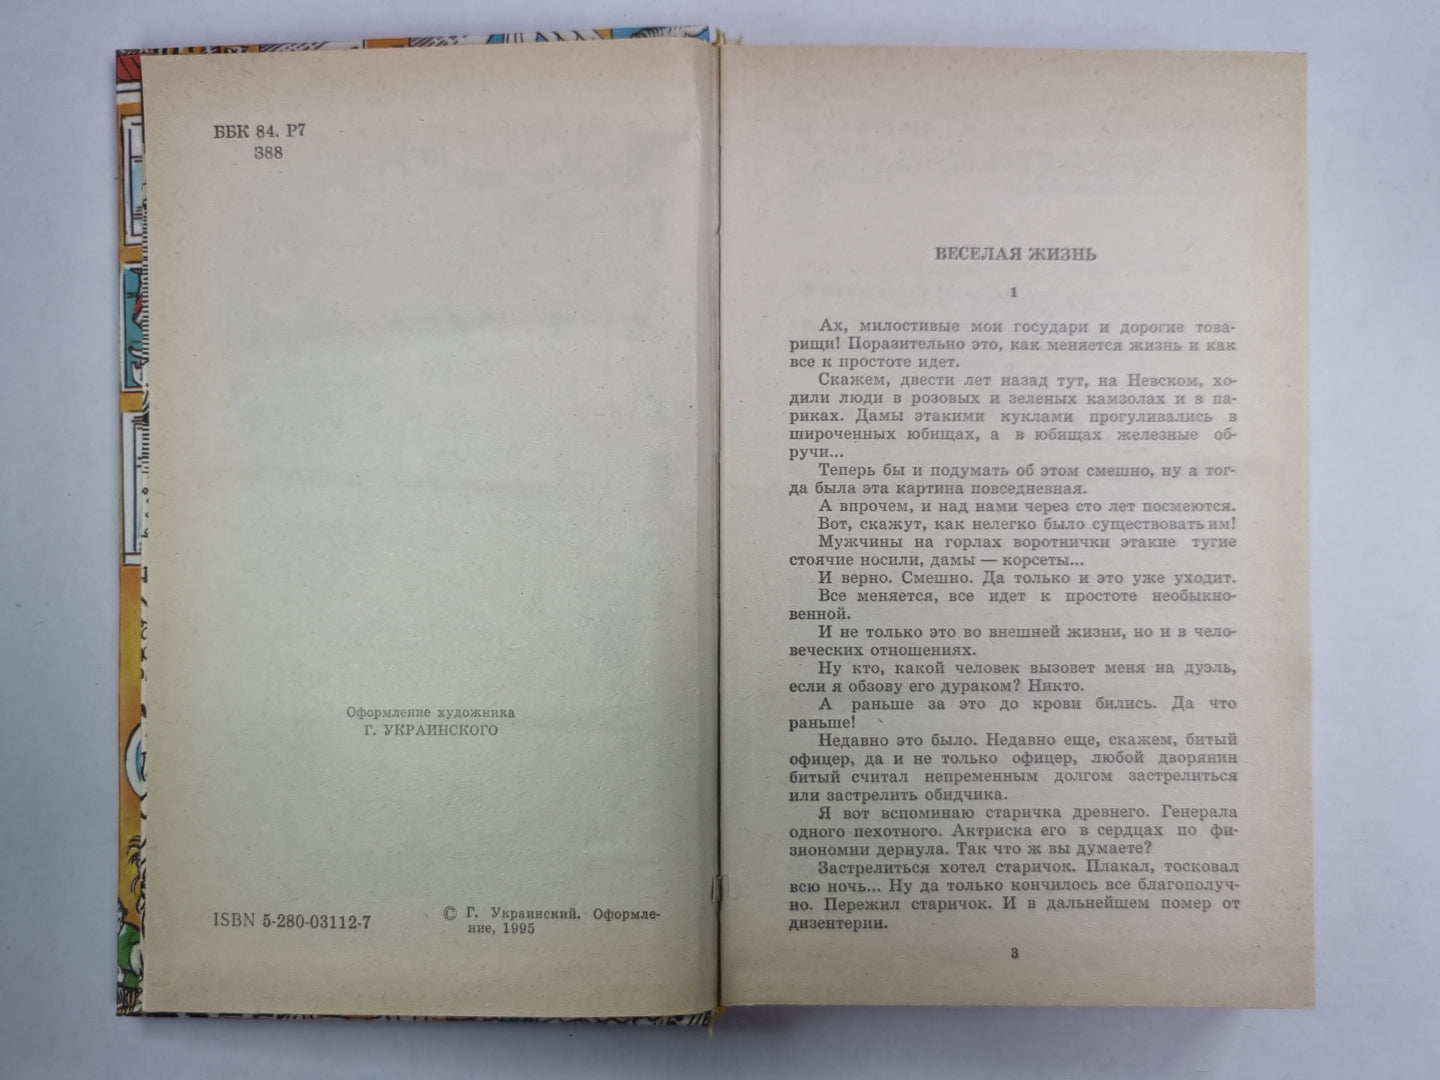 ББК 84. Р7
388
Оформление художника
Г. УКРАИНСКОГО
ISBN 5-280-03112-7
© Г. Украинский. Оформле-
ние, 1995
ВЕСЕЛАЯ ЖИЗНЬ
1
Ах, милостивые мои государи и дорогие това-
рищи! Поразительно это, как меняется жизнь и как
все к простоте идет.
Скажем, двести лет назад тут, на Невском, хо-
дили люди в розовых и зеленых камзолах и в па-
риках. Дамы этакими куклами прогуливались в
широченных юбищах, а в юбищах железные об-
ручи...
Теперь бы и подумать об этом смешно, ну а тог-
да была эта картина повседневная.
А впрочем, и над нами через сто лет посмеются.
Вот, скажут, как нелегко было существовать им!
Мужчины на горлах воротнички этакие тугие
стоячие носили, дамы — корсеты...
И верно. Смешно. Да только и это уже уходит.
Все меняется, все идет к простоте необыкно-
венной.
И не только это во внешней жизни, но и в чело-
веческих отношениях.
Ну кто, какой человек вызовет меня на дуэль,
если я обзову его дураком? Никто.
А раньше за это до крови бились. Да что
раньше!
Недавно это было. Недавно еще, скажем, битый
офицер, да и не только офицер, любой дворянин
битый считал непременным долгом застрелиться
или застрелить обидчика.
Я вот вспоминаю старичка древнего. Генерала
одного пехотного. Актриска его в сердцах по фи-
зиономии дернула. Так что ж вы думаете?
Застрелиться хотел старичок. Плакал, тосковал
всю ночь... Ну да только кончилось все благополуч-
но. Пережил старичок. И в дальнейшем помер от
дизентерии.
3